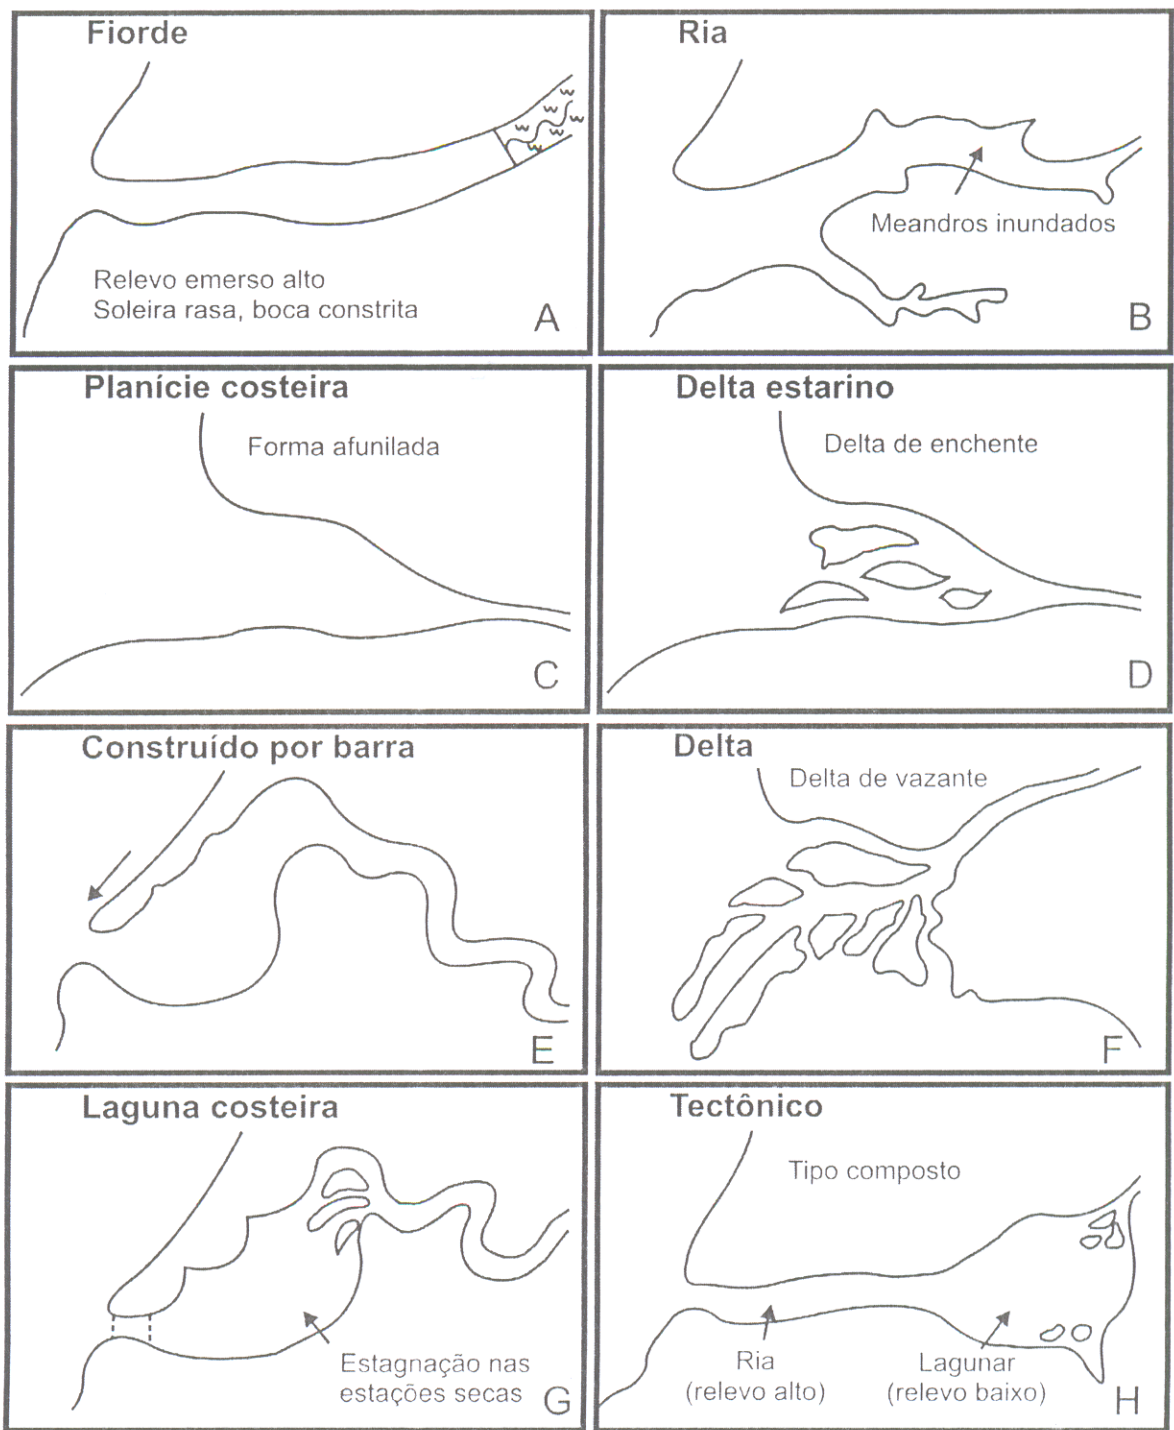 Fiorde
Relevo emerso alto
Soleira rasa, boca constrita
A
Ria
Meandros inundados
B
Planície costeira
Forma afunilada
C
Delta estarino
Delta de enchente
D
Construído por barra
E
Delta
Delta de vazante
F
Laguna costeira
Estagnação nas
estações secas
G
Tectônico
Tipo composto
Ria
(relevo alto)
Lagunar
(relevo baixo)
H